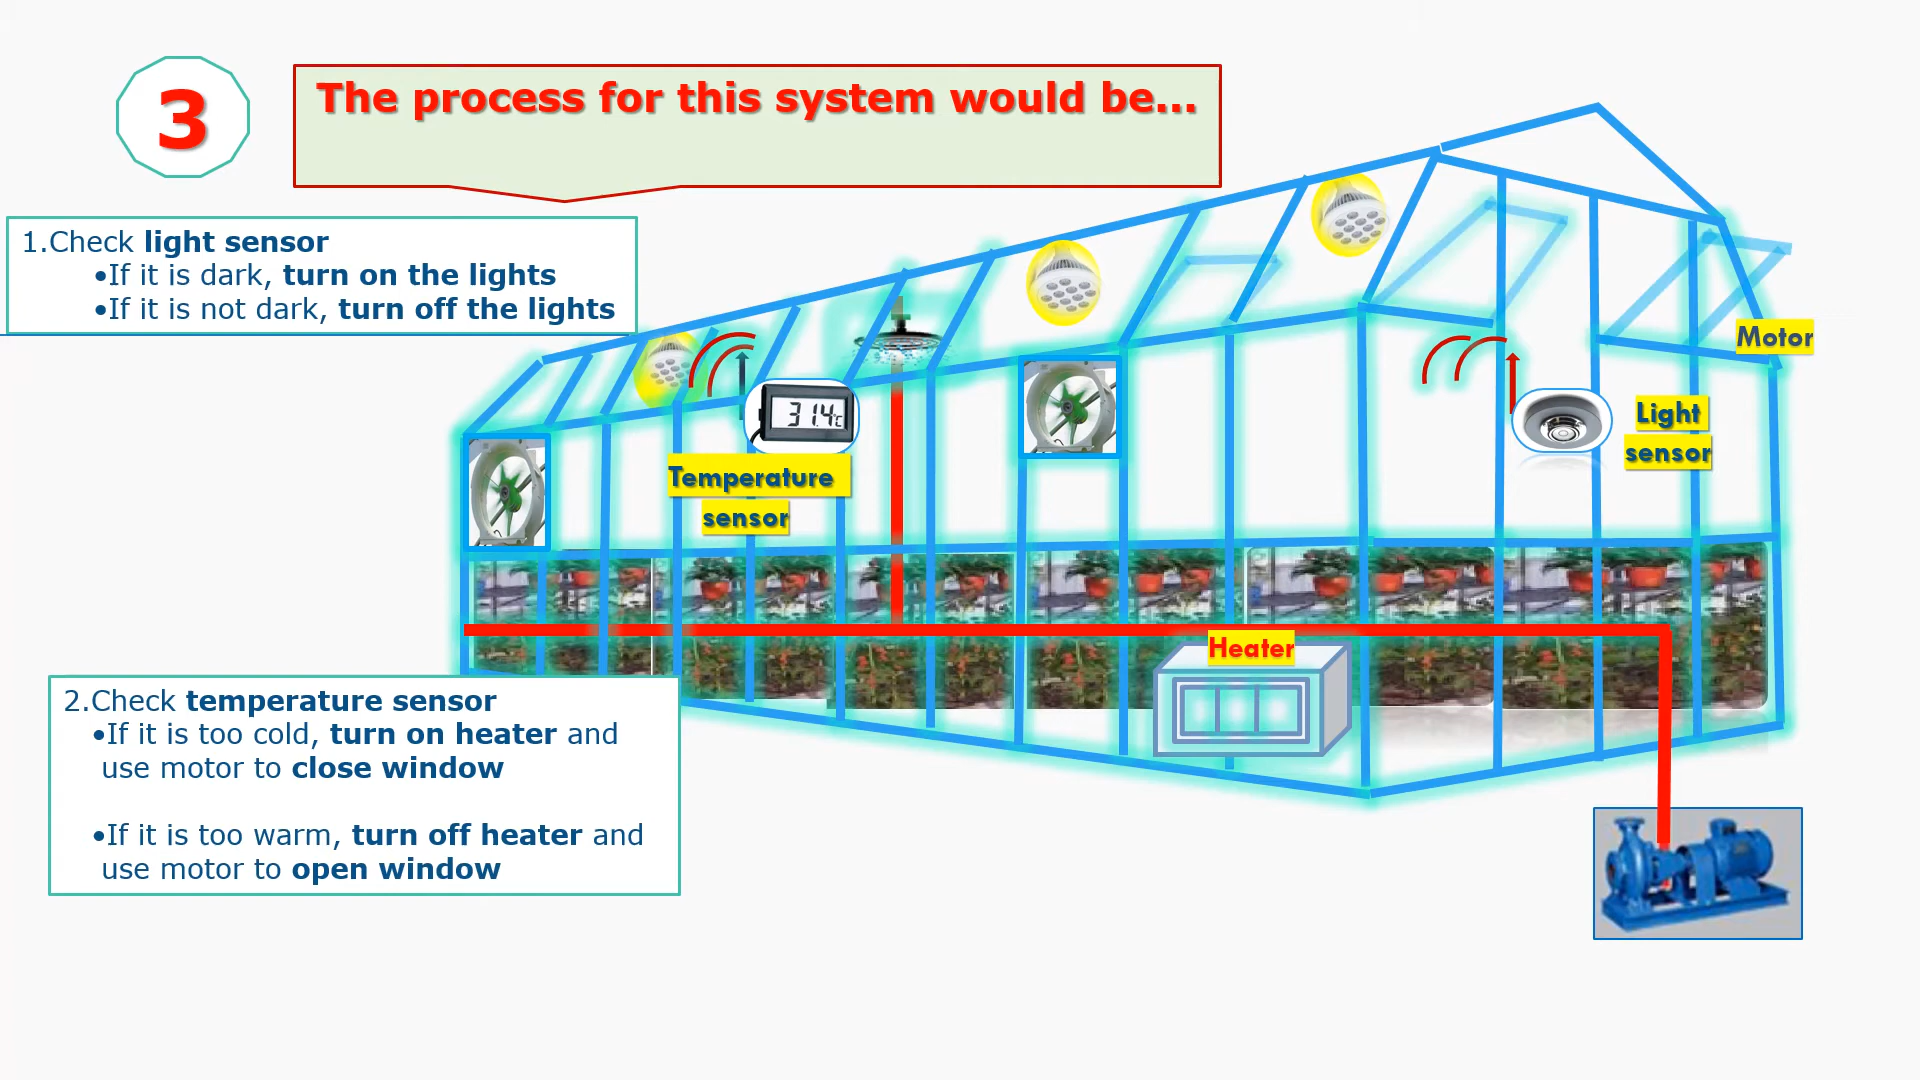 3
The process for this system would be...
1.Check light sensor
•If it is dark, turn on the lights
•If it is not dark, turn off the lights
Motor
31.4°C
Light
sensor
Temperature
sensor
Heater
2.Check temperature sensor
•If it is too cold, turn on heater and
use motor to close window
•If it is too warm, turn off heater and
use motor to open window